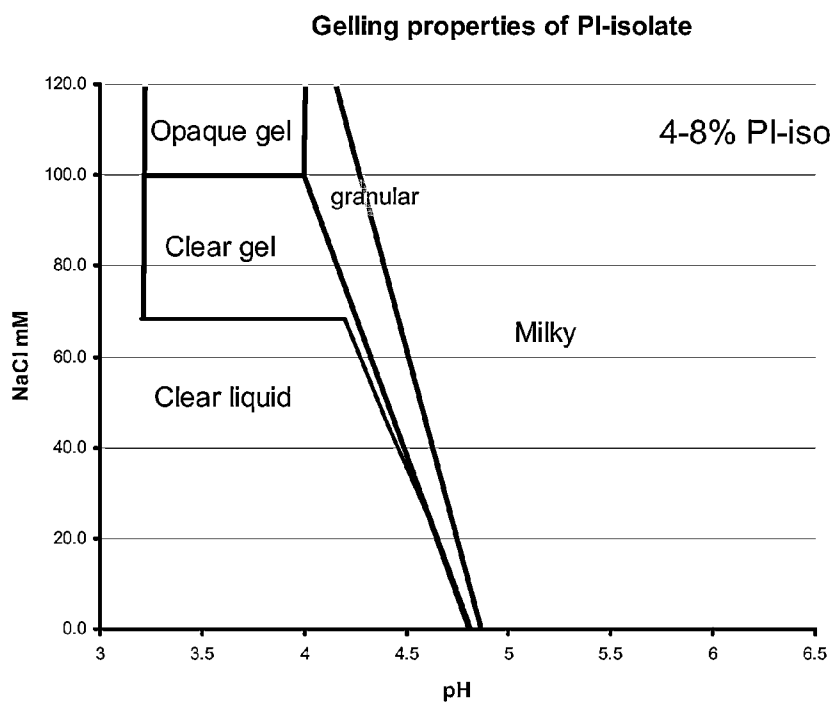 Gelling properties of PI-isolate
120.0
Opaque gel
4-8% PI-iso
100.0
granular
Clear gel
80.0
NaCl mM
Milky
60.0
Clear liquid
40.0
20.0
0.0
3 3.5 4 4.5 5 5.5 6 6.5
pH